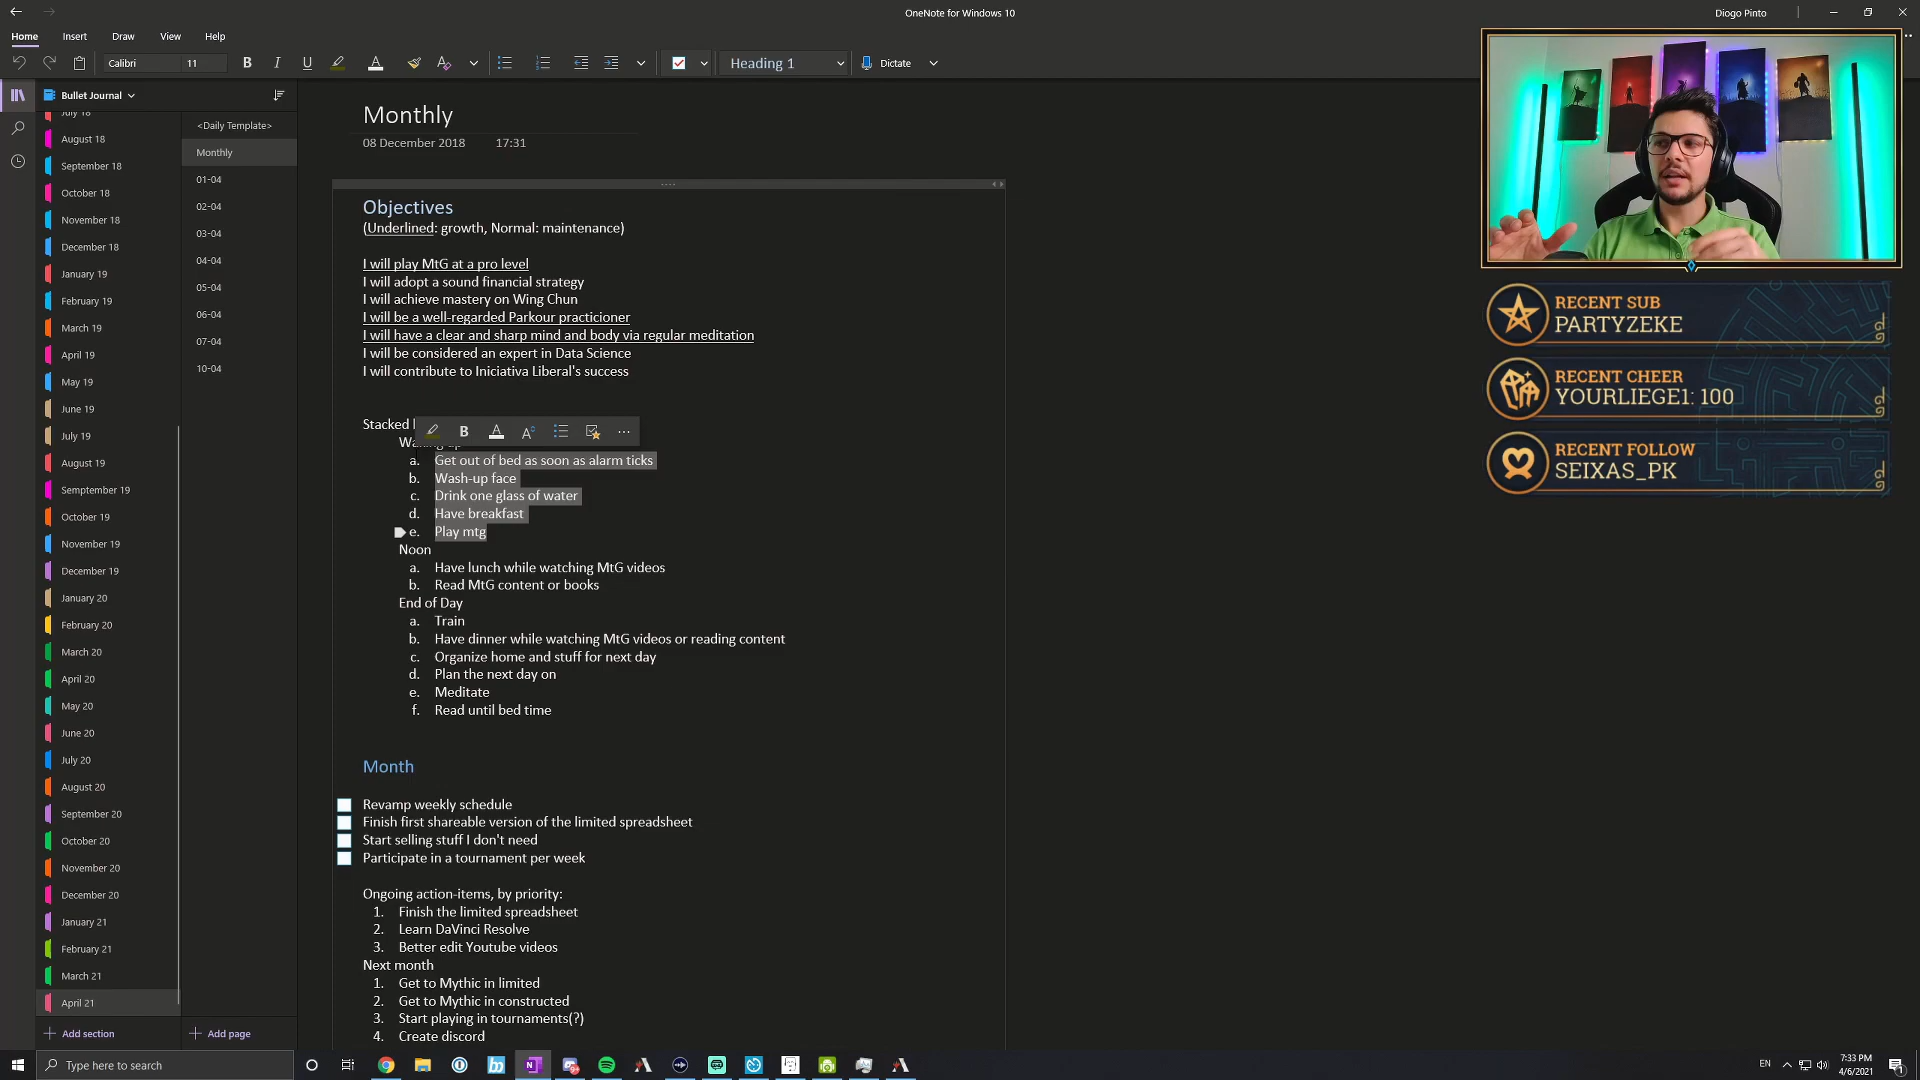 OneNote for Windows 10
Diogo Pinto
Home
Insert
Draw
View
Help
Calibri
11
B
I
U
A
Heading 1
Dictate
Bullet Journal
July 18
August 18
September 18
October 18
November 18
December 18
January 19
February 19
March 19
April 19
May 19
June 19
July 19
August 19
Semptember 19
October 19
November 19
December 19
January 20
February 20
March 20
April 20
May 20
June 20
July 20
August 20
September 20
October 20
November 20
December 20
January 21
February 21
March 21
April 21
Add section
<Daily Template>
Monthly
01-04
02-04
03-04
04-04
05-04
06-04
07-04
10-04
Add page
Monthly
08 December 2018 17:31
Objectives
(Underlined: growth, Normal: maintenance)
I will play MtG at a pro level
I will adopt a sound financial strategy
I will achieve mastery on Wing Chun
I will be a well-regarded Parkour practicioner
I will have a clear and sharp mind and body via regular meditation
I will be considered an expert in Data Science
I will contribute to Iniciativa Liberal's success
Stacked
B
A
A
a. Get out of bed as soon as alarm ticks
b. Wash-up face
c. Drink one glass of water
d. Have breakfast
e. Play mtg
Noon
a. Have lunch while watching MtG videos
b. Read MtG content or books
End of Day
a. Train
b. Have dinner while watching MtG videos or reading content
c. Organize home and stuff for next day
d. Plan the next day on
e. Meditate
f. Read until bed time
Month
Revamp weekly schedule
Finish first shareable version of the limited spreadsheet
Start selling stuff I don't need
Participate in a tournament per week
Ongoing action-items, by priority:
1. Finish the limited spreadsheet
2. Learn DaVinci Resolve
3. Better edit Youtube videos
Next month
1. Get to Mythic in limited
2. Get to Mythic in constructed
3. Start playing in tournaments(?)
4. Create discord
RECENT SUB
PARTYZEKE
RECENT CHEER
YOURLIEGE1: 100
RECENT FOLLOW
SEIXAS_PK
Type here to search
EN
7:33 PM
4/6/2021